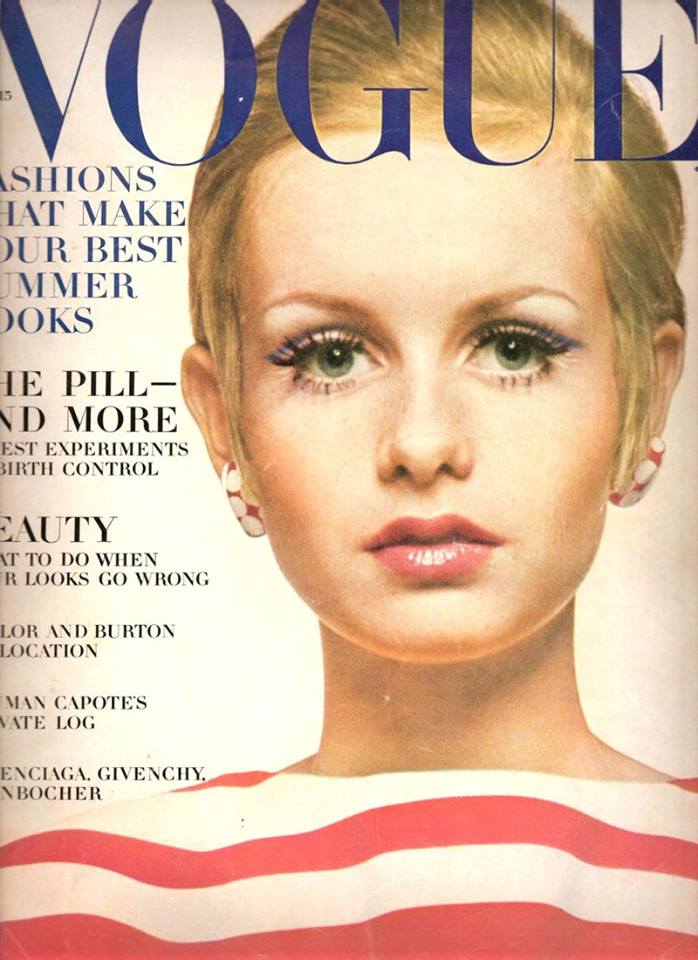 VOGUE
15
ASHIONS
HAT MAKE
OUR BEST
UMMER
OOKS
HE PILL—
ND MORE
EST EXPERIMENTS
BIRTH CONTROL
EAUTY
AT TO DO WHEN
R LOOKS GO WRONG
LOR AND BURTON
LOCATION
MAN CAPOTE'S
VATE LOG
ENCIAGA, GIVENCHY,
NBOCHER